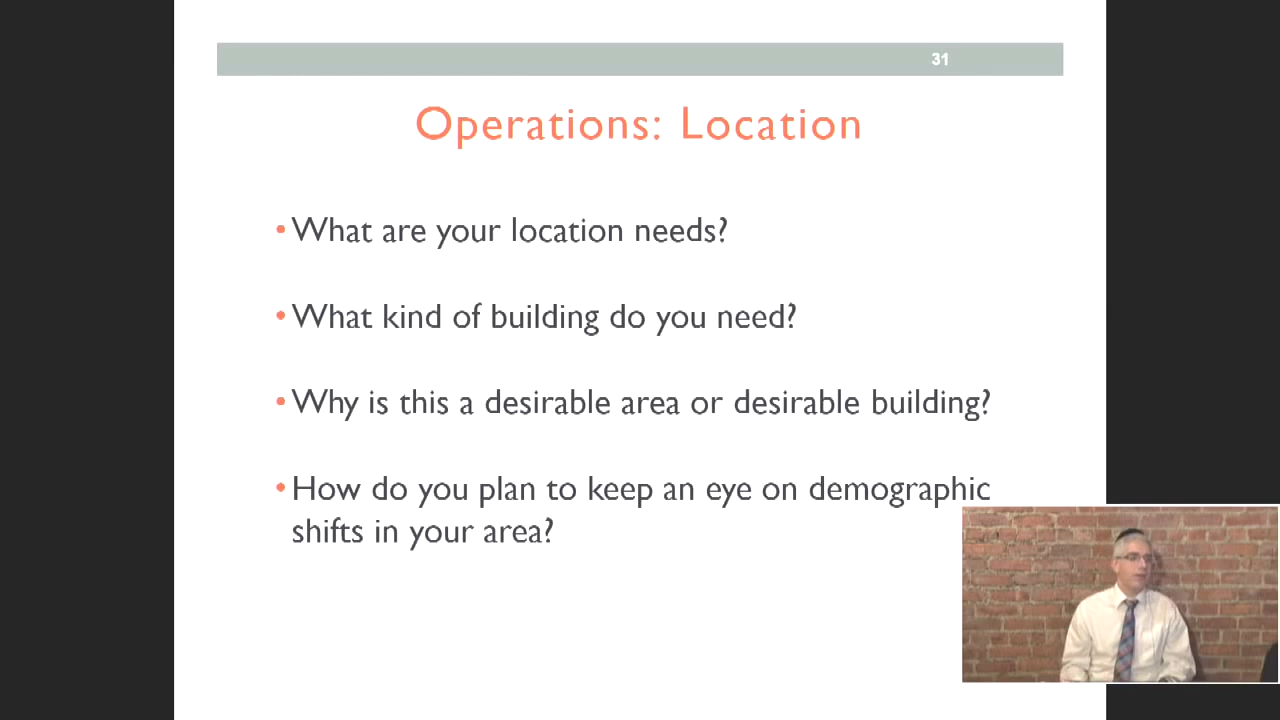 31
Operations: Location
•What are your location needs?
•What kind of building do you need?
•Why is this a desirable area or desirable building?
•How do you plan to keep an eye on demographic
shifts in your area?